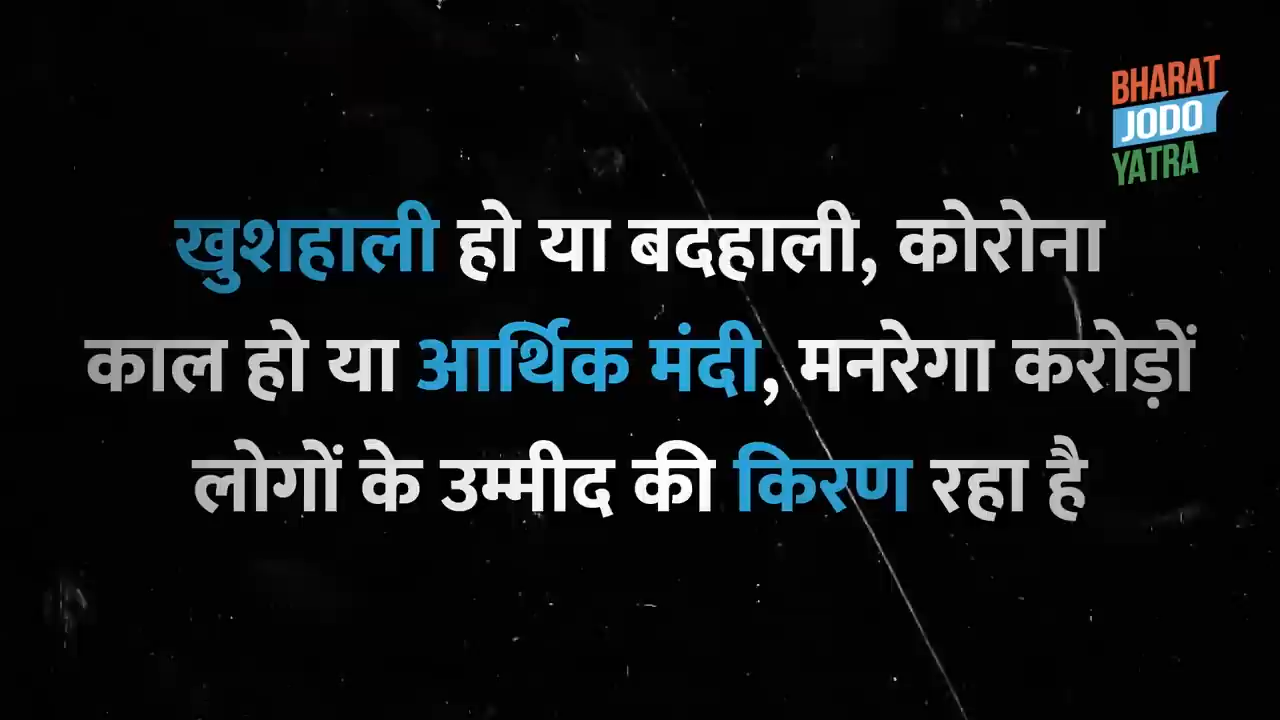 BHARAT
JODO
YATRA
खुशहाली हो या बदहाली, कोरोना
काल हो या आर्थिक मंदी, मनरेगा करोड़ों
लोगों के उम्मीद की किरण रहा है